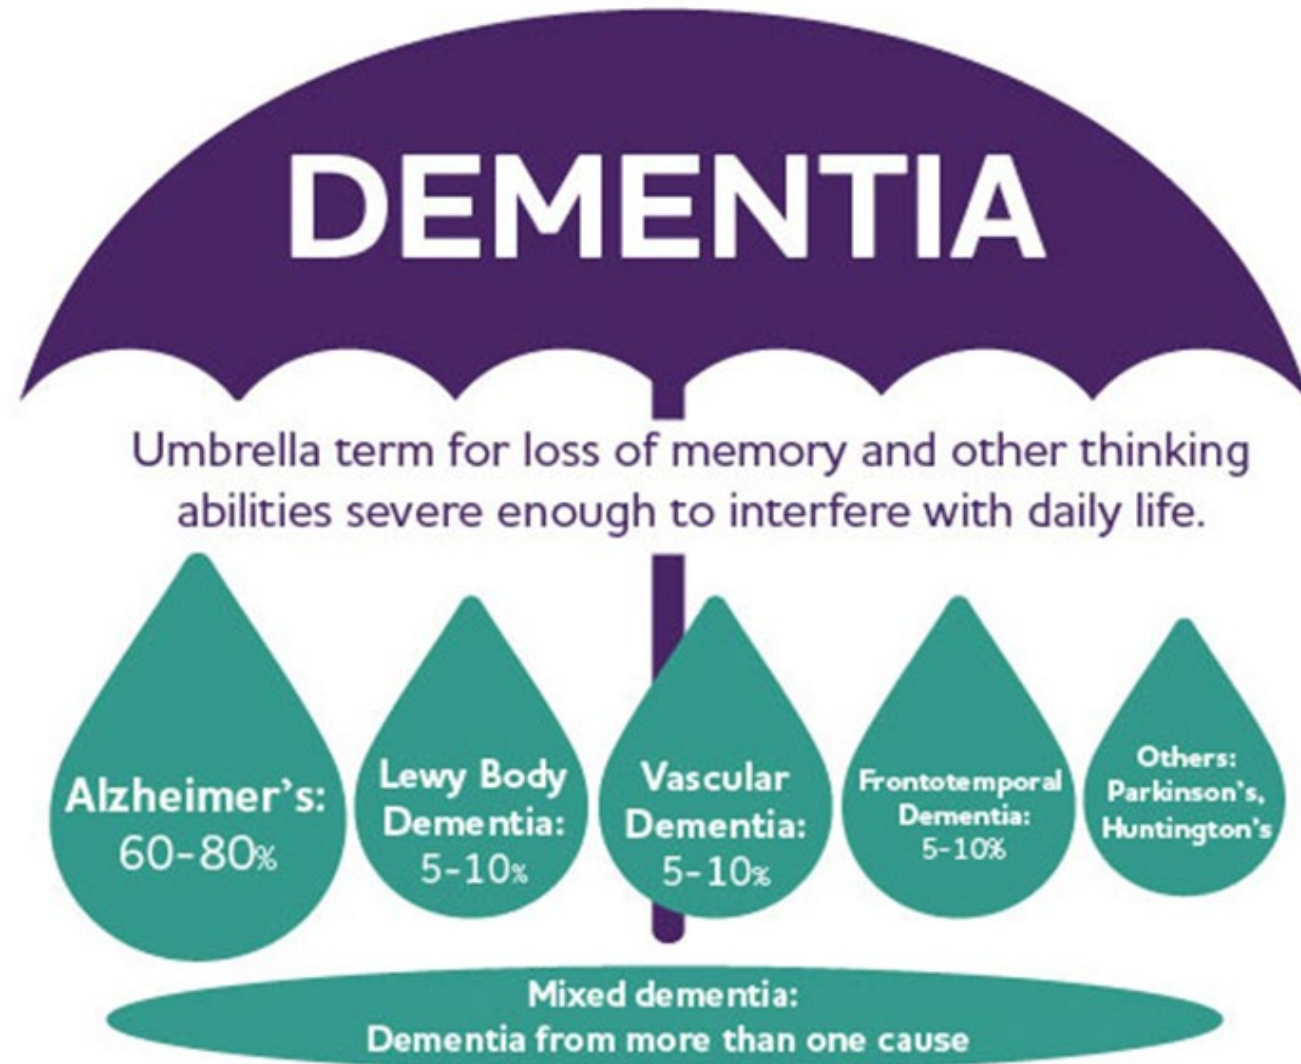 DEMENTIA
Umbrella term for loss of memory and other thinking
abilities severe enough to interfere with daily life.
Alzheimer's:
60-80%
Lewy Body
Dementia:
5-10%
Vascular
Dementia:
5-10%
Frontotemporal
Dementia:
5-10%
Others:
Parkinson's,
Huntington's
Mixed dementia:
Dementia from more than one cause